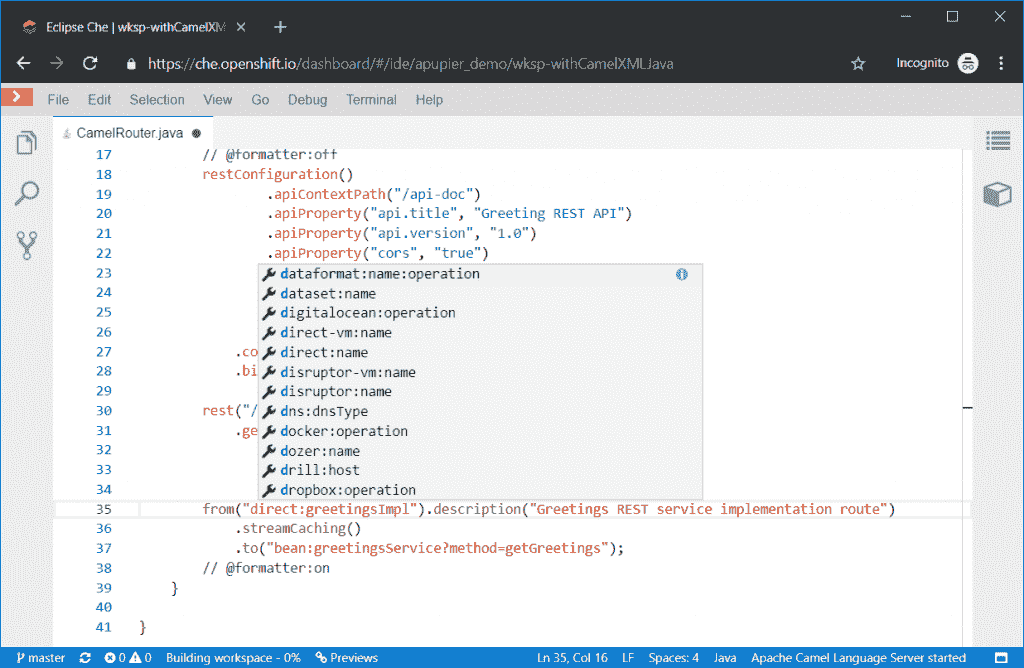 Eclipse Che | wksp-withCamelXM
https://che.openshift.io/dashboard/#/ide/apupier_demo/wksp-withCamelXMLJava
Incognito
File Edit Selection View Go Debug Terminal Help
CamelRouter.java
17 // @formatter:off
18 restConfiguration()
19 .apiContextPath("/api-doc")
20 .apiProperty("api.title", "Greeting REST API")
21 .apiProperty("api.version", "1.0")
22 .apiProperty("cors", "true")
23 dataformat:name:operation
24 dataset:name
25 digitalocean:operation
26 direct-vm:name
27 .co direct:name
28 .bi disruptor-vm:name
29 disruptor:name
30 rest("/ dns:dnsType
31 .ge docker:operation
32 dozer:name
33 drill:host
34 dropbox:operation
35 from("direct:greetingsImpl").description("Greetings REST service implementation route")
36 .streamCaching()
37 .to("bean:greetingsService?method=getGreetings");
38 // @formatter:on
39 }
40
41 }
master 0 0 Building workspace - 0% Previews Ln 35, Col 16 LF Spaces: 4 Java Apache Camel Language Server started